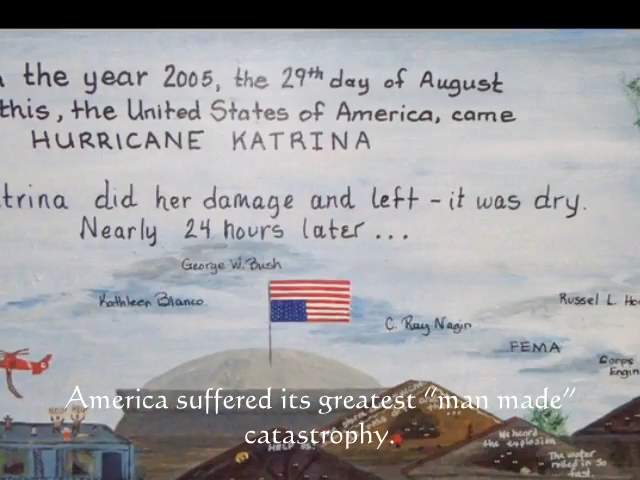 the year 2005, the 29th day of August
this, the United States of America, came
HURRICANE KATRINA
trina did her damage and left - it was dry.
Nearly 24 hours later ...
George W. Bush
Kathleen Blanco
Russel L. Ho
C. Ray Nagin
FEMA
Corps
Engin
America suffered its greatest "man made"
catastrophy.
HELP
We heard
the explosion
The water
rolled in so
fast.